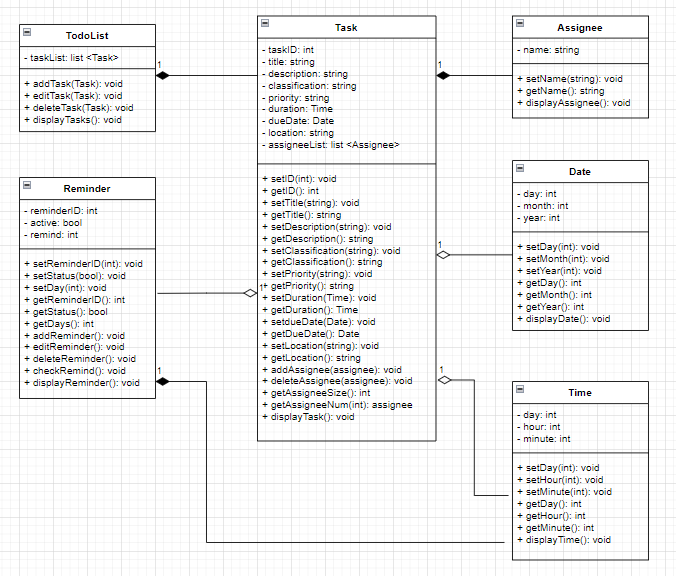 TodoList
- taskList: list <Task>
+ addTask(Task): void
+ editTask(Task): void
+ deleteTask(Task): void
+ displayTasks(): void
1
Task
- taskID: int
- title: string
- description: string
- classification: string
- priority: string
- duration: Time
- dueDate: Date
- location: string
- assigneeList: list <Assignee>
+ setID(int): void
+ getID(): int
+ setTitle(string): void
+ getTitle(): string
+ setDescription(string): void
+ getDescription(): string
+ setClassification(string): void
+ getClassification(): string
+ setPriority(string): void
+ getPriority(): string
+ setDuration(Time): void
+ getDuration(): Time
+ setdueDate(Date): void
+ getDueDate(): Date
+ setLocation(string): void
+ getLocation(): string
+ addAssignee(assignee): void
+ deleteAssignee(assignee): void
+ getAssigneeSize(): int
+ getAssigneeNum(int): assignee
+ displayTask(): void
1
1
1
1
Assignee
- name: string
+ setName(string): void
+ getName(): string
+ displayAssignee(): void
Reminder
- reminderID: int
- active: bool
- remind: int
+ setReminderID(int): void
+ setStatus(bool): void
+ setDay(int): void
+ getReminderID(): int
+ getStatus(): bool
+ getDays(): int
+ addReminder(): void
+ editReminder(): void
+ deleteReminder(): void
+ checkRemind(): void
+ displayReminder(): void
1
Date
- day: int
- month: int
- year: int
+ setDay(int): void
+ setMonth(int): void
+ setYear(int): void
+ getDay(): int
+ getMonth(): int
+ getYear(): int
+ displayDate(): void
Time
- day: int
- hour: int
- minute: int
+ setDay(int): void
+ setHour(int): void
+ setMinute(int): void
+ getDay(): int
+ getHour(): int
+ getMinute(): int
+ displayTime(): void